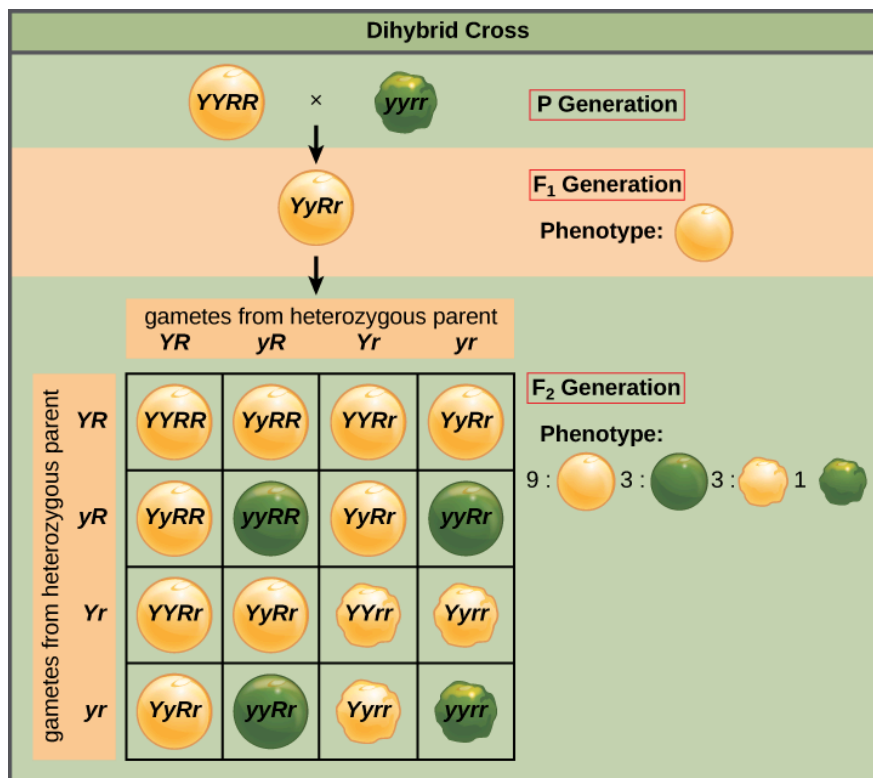 Dihybrid Cross
YYRR × yyrr P Generation
YyRr
F₁ Generation
Phenotype:
gametes from heterozygous parent
YR yR Yr yr
gametes from heterozygous parent
YR YYRR YyRR YYRr YyRr
yR YyRR yyRR YyRr yyRr
Yr YYRr YyRr YYrr Yyrr
yr YyRr yyRr Yyrr yyrr
F₂ Generation
Phenotype:
9 : 3 : 3 : 1